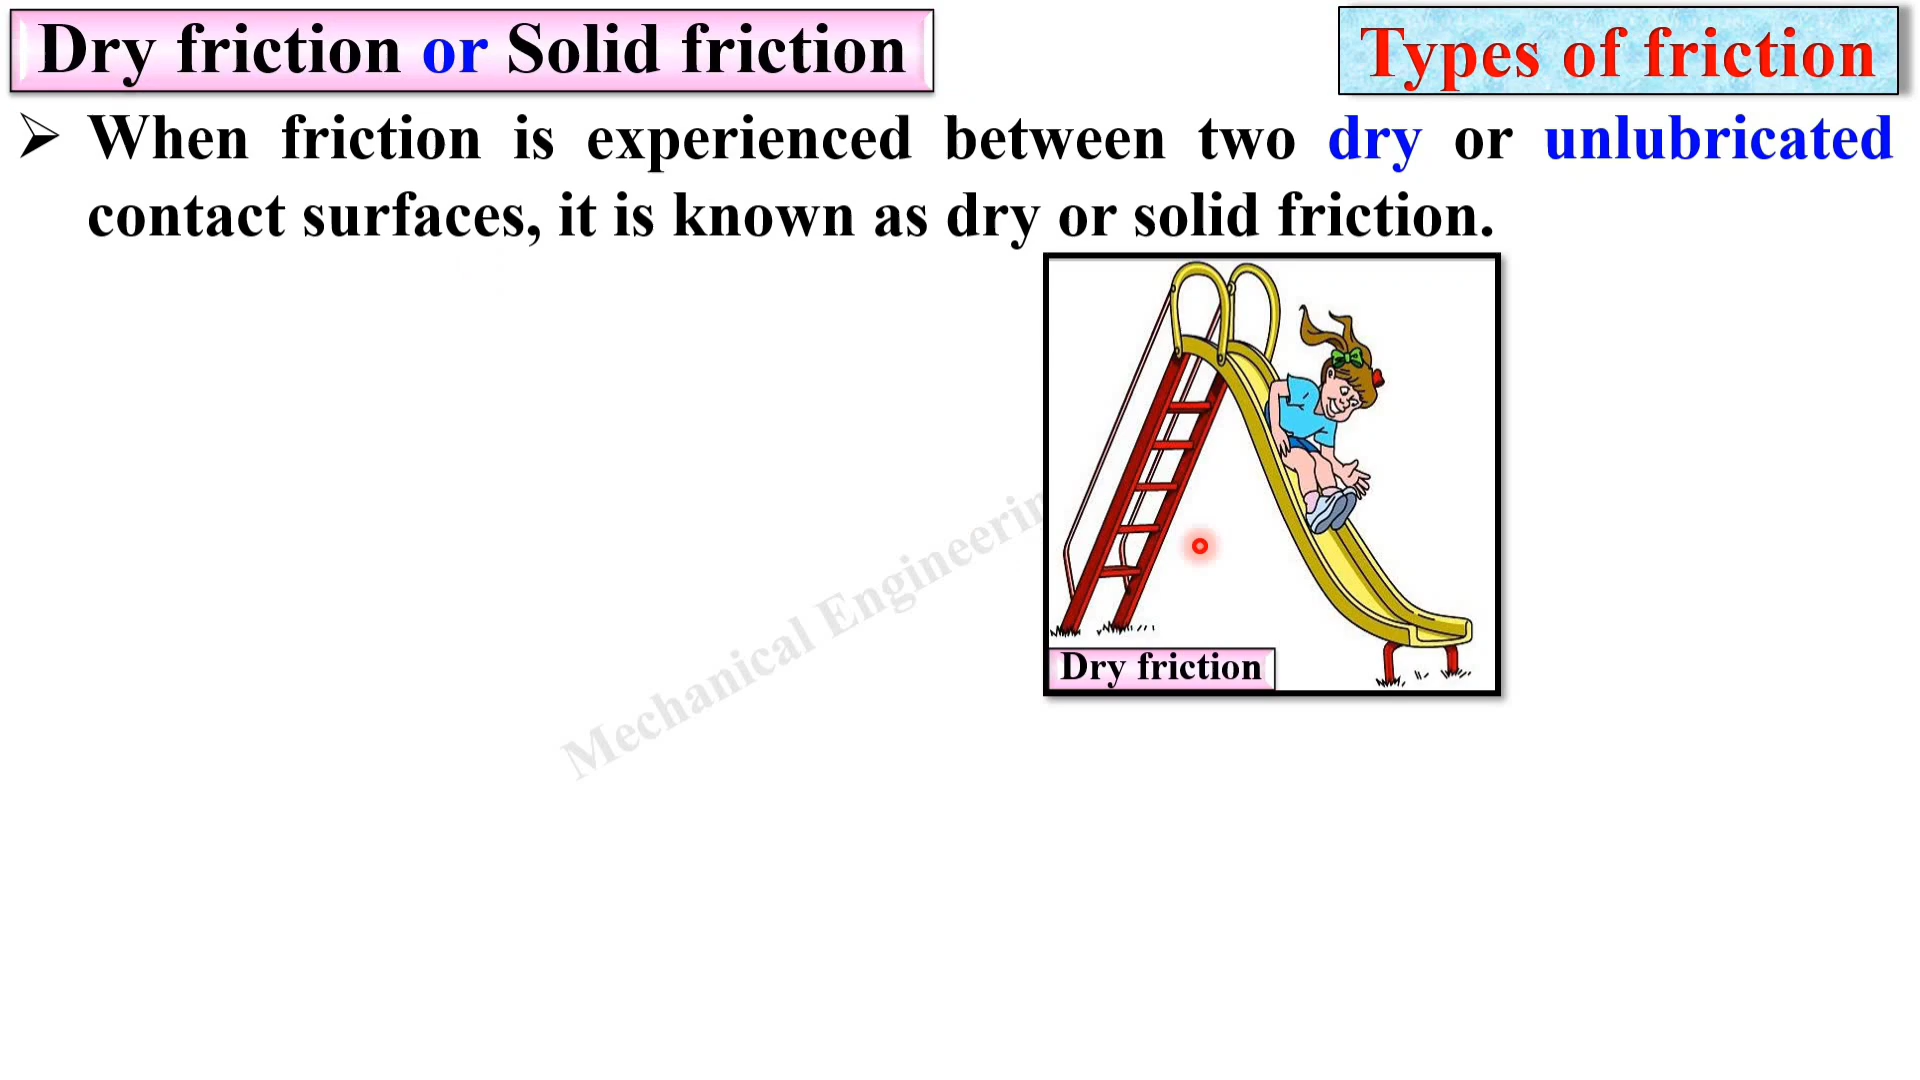 Dry friction or Solid friction
Types of friction
➢ When friction is experienced between two dry or unlubricated
contact surfaces, it is known as dry or solid friction.
Mechanical Engineerin
Dry friction